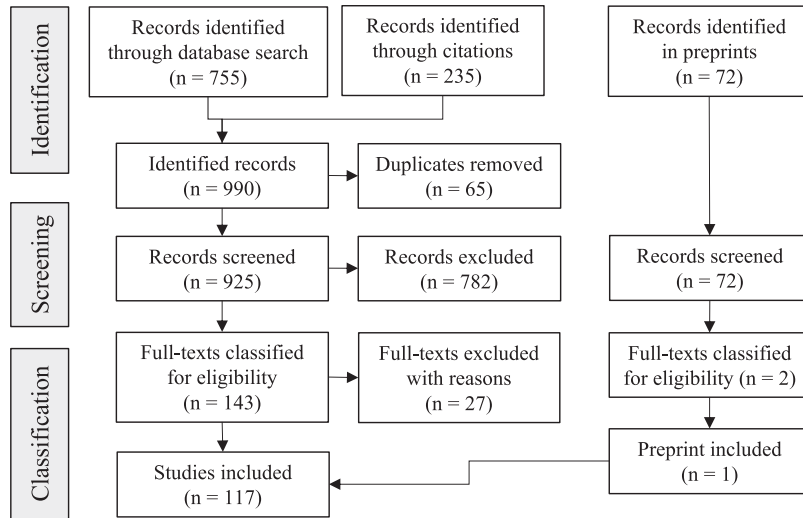 Identification
Records identified
through database search
(n = 755)
Records identified
through citations
(n = 235)
Records identified
in preprints
(n = 72)
Identified records
(n = 990)
Duplicates removed
(n = 65)
Screening
Records screened
(n = 925)
Records excluded
(n = 782)
Records screened
(n = 72)
Classification
Full-texts classified
for eligibility
(n = 143)
Full-texts excluded
with reasons
(n = 27)
Full-texts classified
for eligibility (n = 2)
Studies included
(n = 117)
Preprint included
(n = 1)